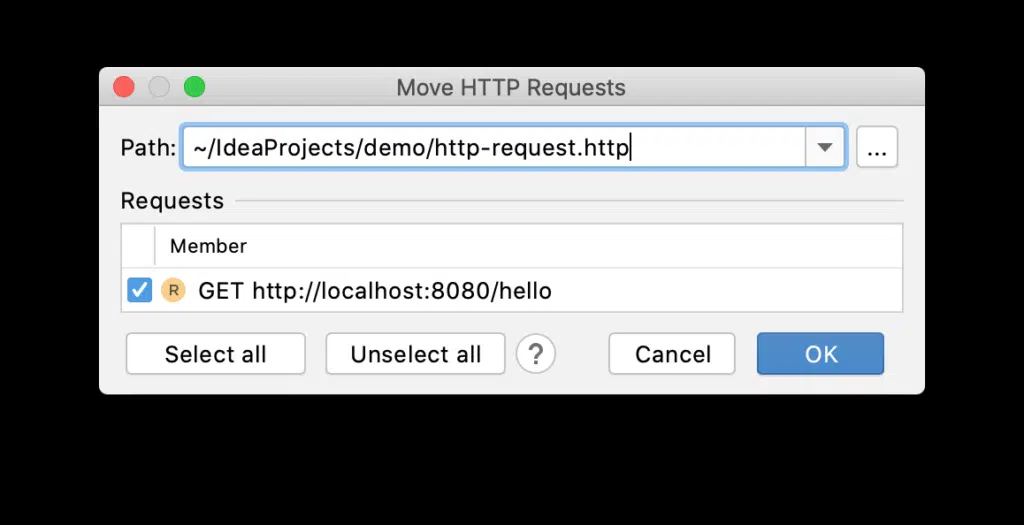 Move HTTP Requests
Path: ~/IdeaProjects/demo/http-request.http ...
Requests
Member
R GET http://localhost:8080/hello
Select all Unselect all ? Cancel OK